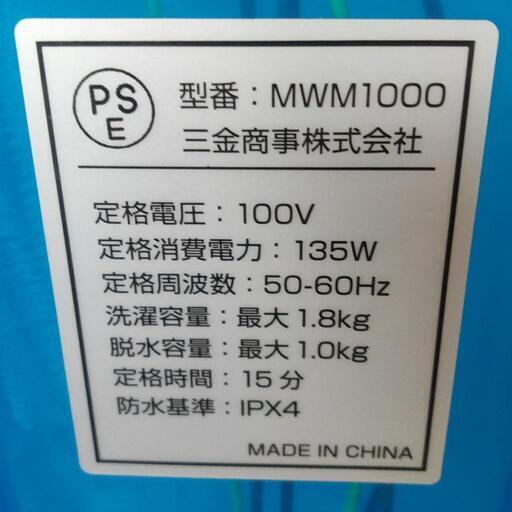 PS
E
型番：MWM1000
三金商事株式会社
定格電圧：100V
定格消費電力：135W
定格周波数：50-60Hz
洗濯容量：最大1.8kg
脱水容量：最大1.0kg
定格時間：15分
防水基準：IPX4
MADE IN CHINA